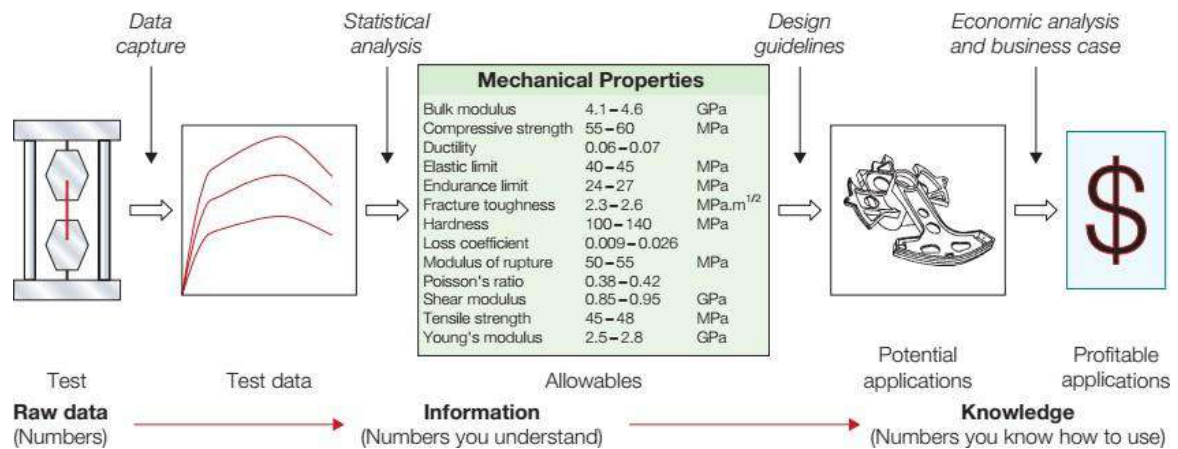 Data
capture
Statistical
analysis
Design
guidelines
Economic analysis
and business case
Mechanical Properties
Bulk modulus 4.1–4.6 GPa
Compressive strength 55–60 MPa
Ductility 0.06–0.07
Elastic limit 40–45 MPa
Endurance limit 24–27 MPa
Fracture toughness 2.3–2.6 MPa.m^1/2
Hardness 100–140 MPa
Loss coefficient 0.009–0.026
Modulus of rupture 50–55 MPa
Poisson's ratio 0.38–0.42
Shear modulus 0.85–0.95 GPa
Tensile strength 45–48 MPa
Young's modulus 2.5–2.8 GPa
$
Test
Test data
Allowables
Potential
applications
Profitable
applications
Raw data
(Numbers)
Information
(Numbers you understand)
Knowledge
(Numbers you know how to use)